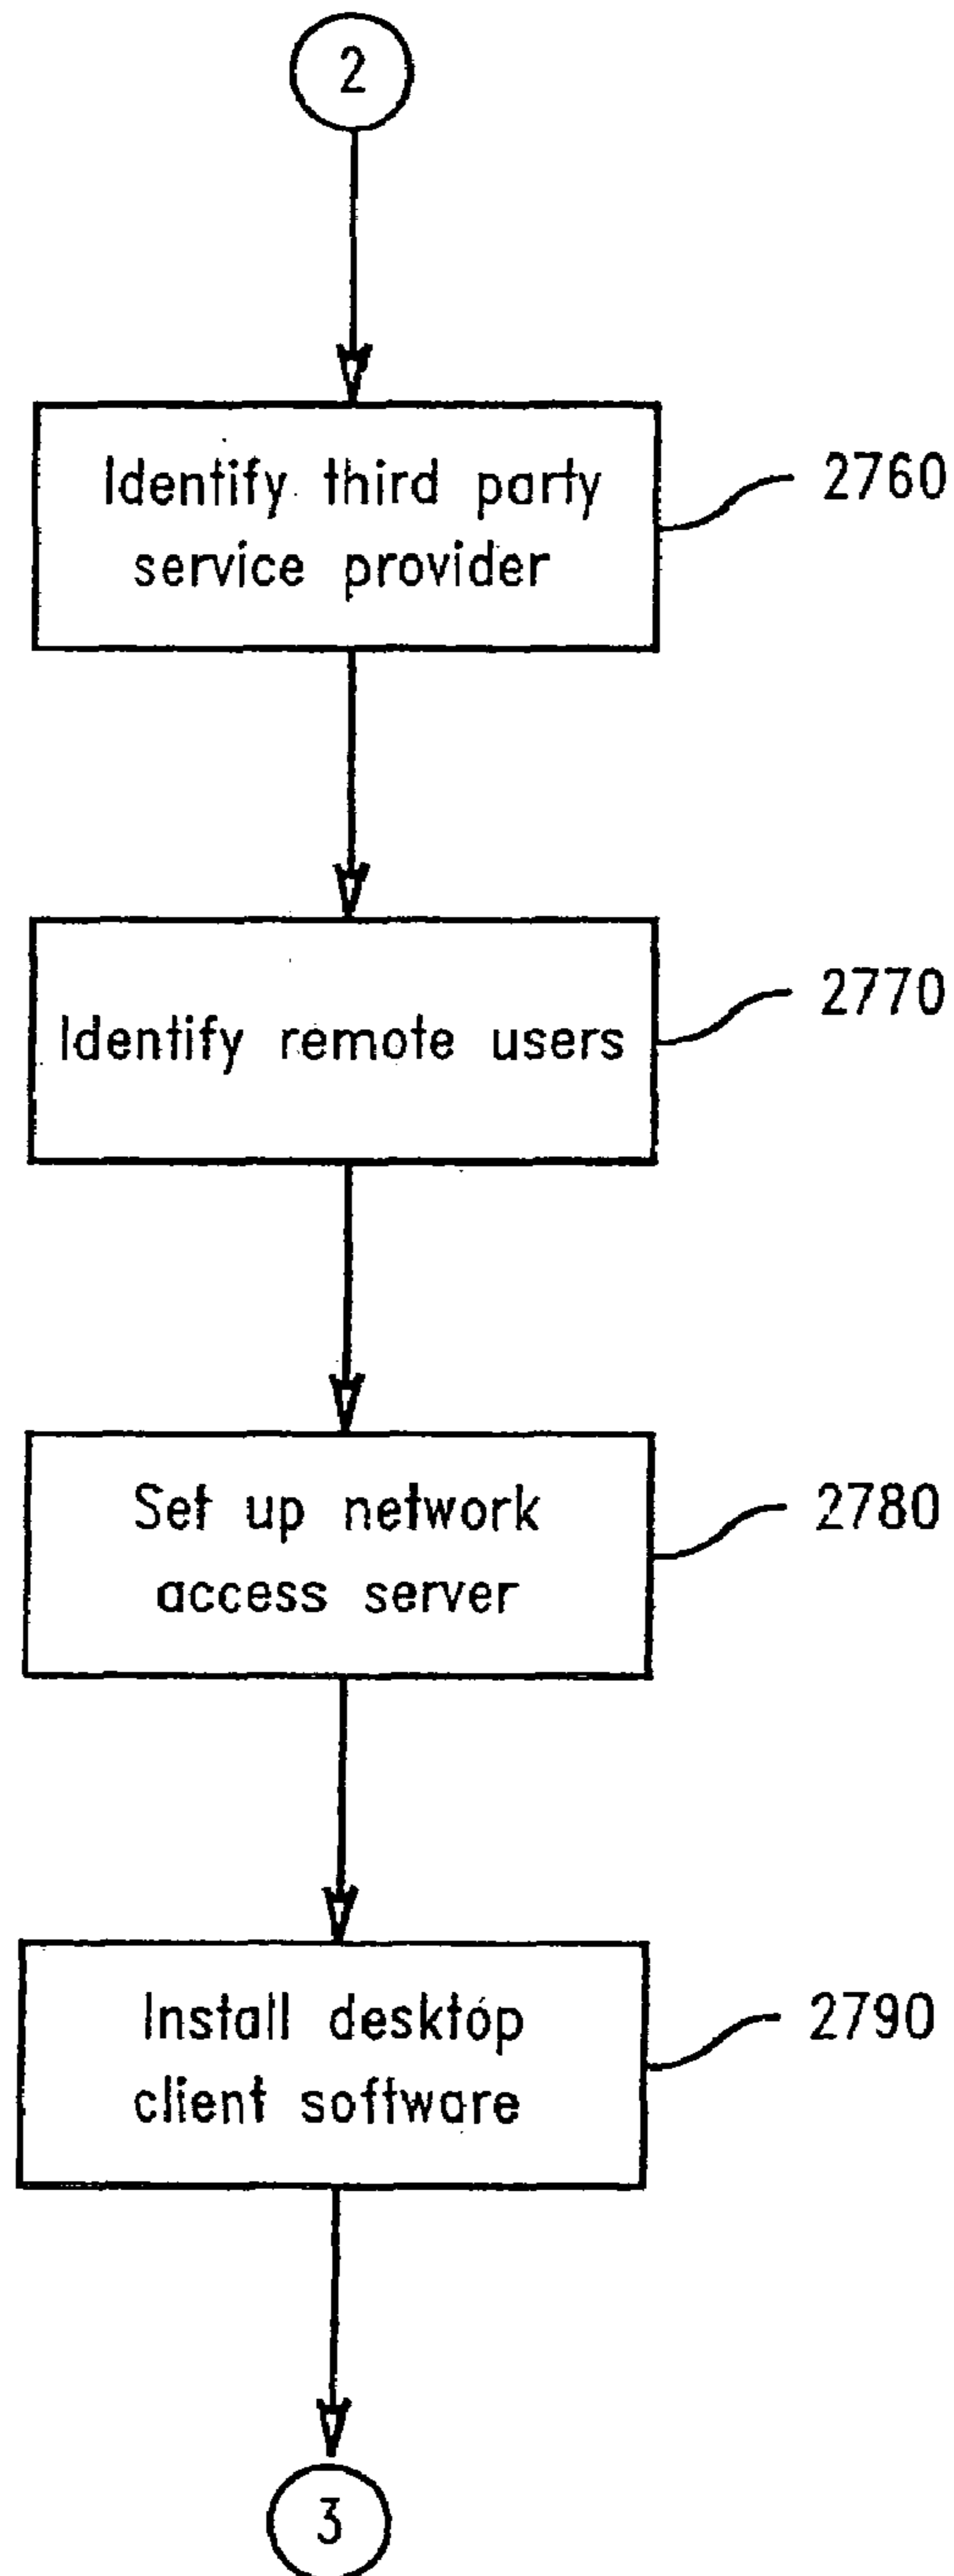 2
Identify third party
service provider
2760
Identify remote users
2770
Set up network
access server
2780
Install desktop
client software
2790
3